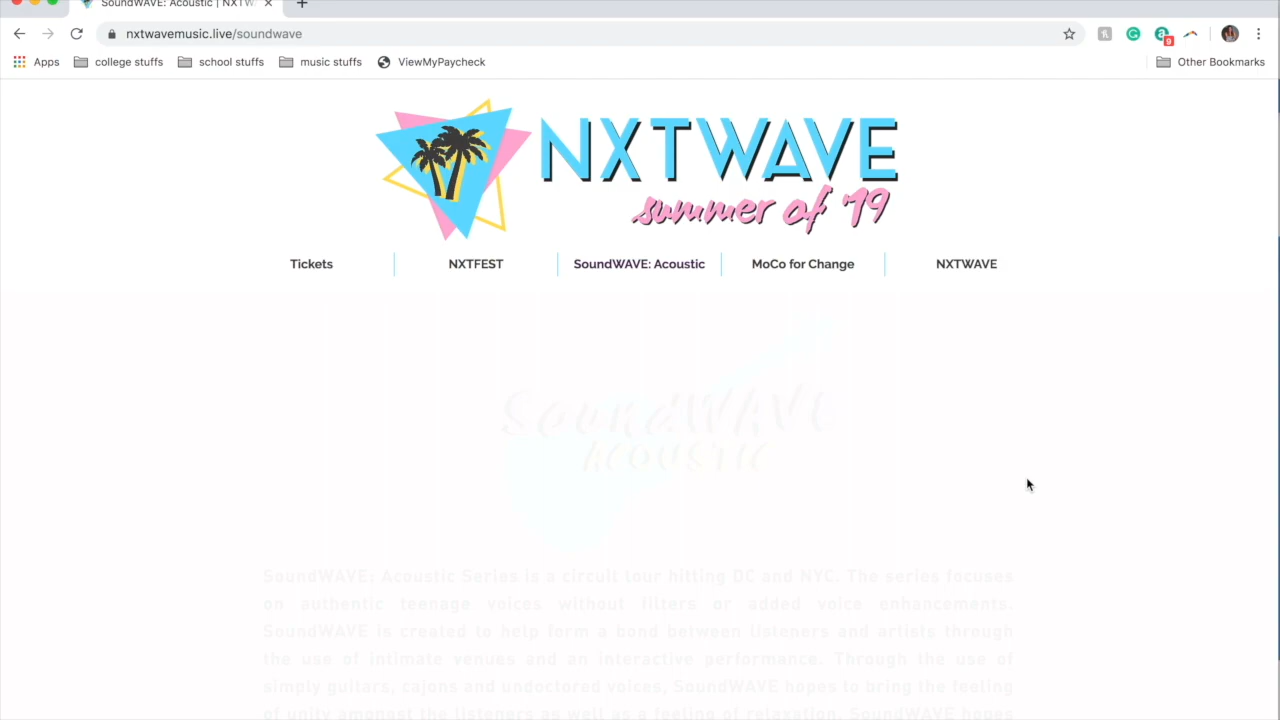 SoundWAVE: Acoustic | NXTW
nxtwavemusic.live/soundwave
9
Apps
college stuffs
school stuffs
music stuffs
ViewMyPaycheck
Other Bookmarks
NXTWAVE
summer of '19
Tickets
NXTFEST
SoundWAVE: Acoustic
MoCo for Change
NXTWAVE
SoundWAVE
ACOUSTIC
SoundWAVE: Acoustic Series is a circuit tour hitting DC and NYC. The series focuses
on authentic teenage voices without filters or added voice enhancements.
SoundWAVE is created to help form a bond between listeners and artists through
the use of intimate venues and an interactive performance. Through the use of
simply guitars, cajons and undoctored voices, SoundWAVE hopes to bring the feeling
of unity amongst the listeners as well as a feeling of relaxation. SoundWAVE hopes